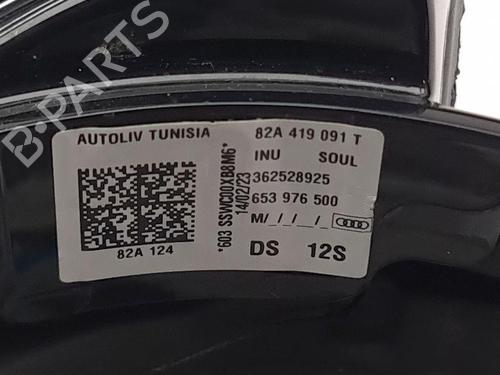 B-PARTS
AUTOLIV TUNISIA
82A 124
*603 SSWC00XB8M6*
14/02/23
82A 419 091 T
INU SOUL
362528925
653 976 500
M/_/_/_/
DS 12S